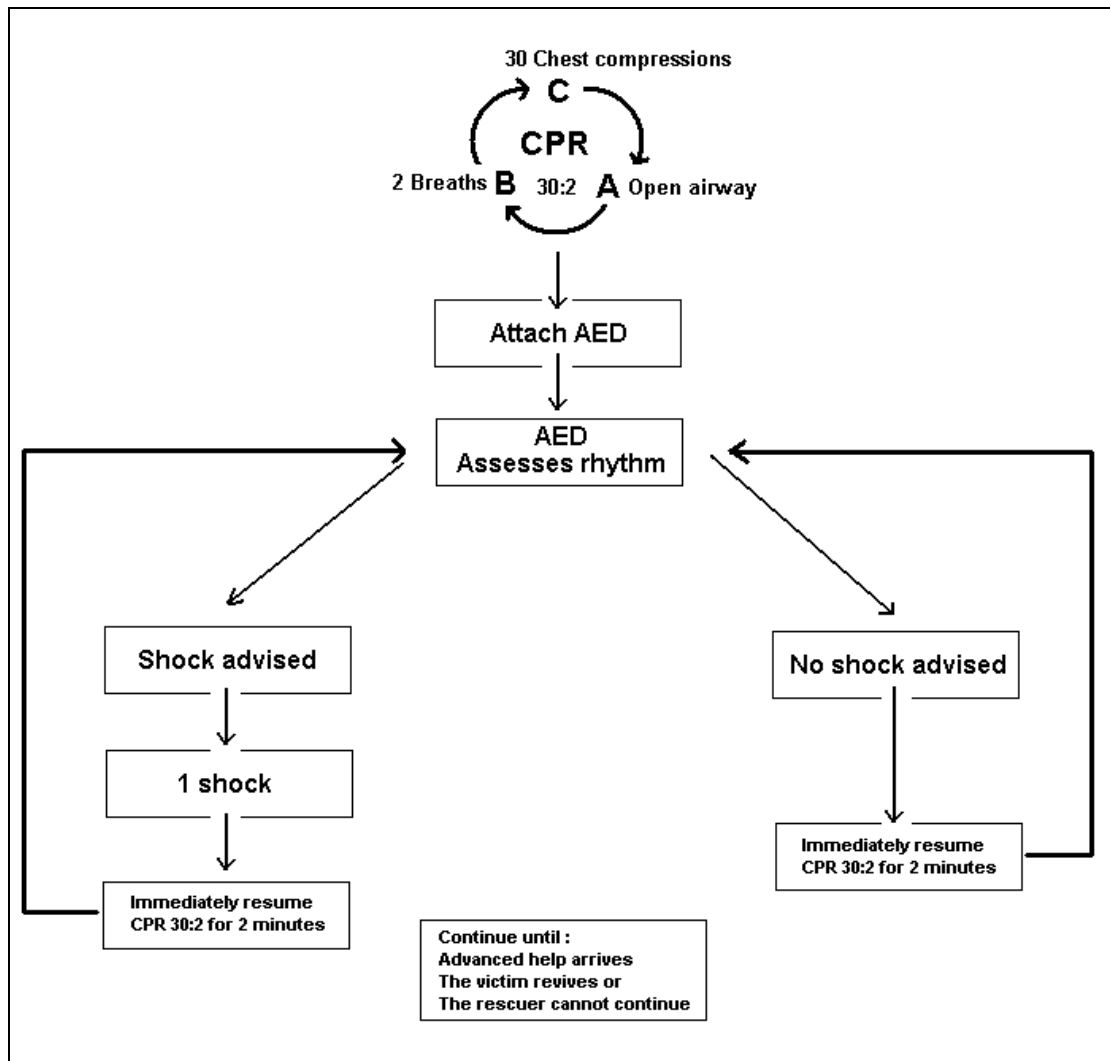 30 Chest compressions
C
CPR
2 Breaths B 30:2 A Open airway
Attach AED
AED
Assesses rhythm
Shock advised
No shock advised
1 shock
Immediately resume
CPR 30:2 for 2 minutes
Immediately resume
CPR 30:2 for 2 minutes
Continue until :
Advanced help arrives
The victim revives or
The rescuer cannot continue